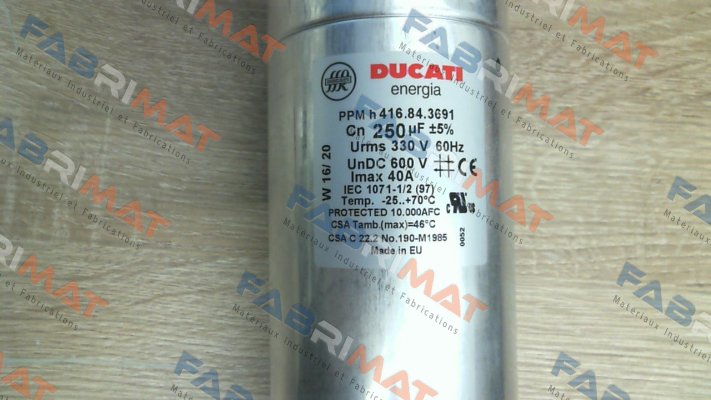 DUCATI
energia
PPM h 416.84.3691
Cn 250 µF ±5%
Urms 330 V 60Hz
UnDC 600 V
Imax 40A
IEC 1071-1/2 (97)
Temp. -25..+70°C
PROTECTED 10.000AFC
CSA Tamb.(max)=46°C
CSA C 22.2 No.190-M1985
Made in EU
W 16/ 20
0052
CE
FABRIMAT
Matériaux Industriel et Fabrications